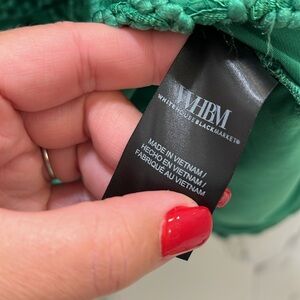 WHBM
WHITE HOUSE BLACK MARKET®
MADE IN VIETNAM /
HECHO EN VIETNAM /
FABRIQUÉ AU VIETNAM